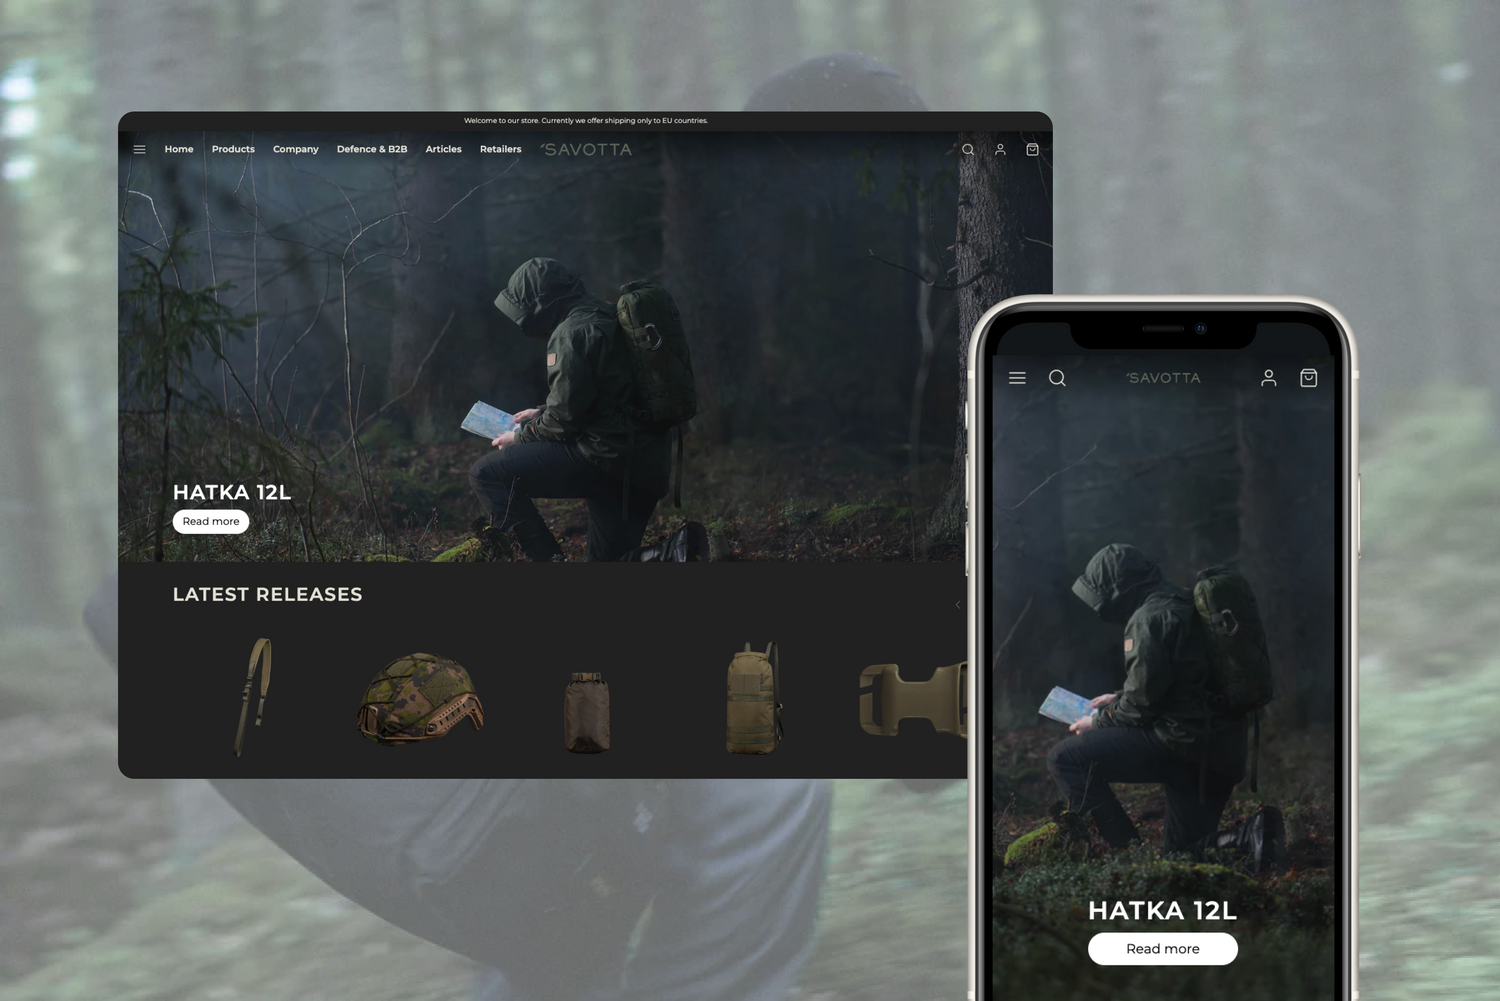 Welcome to our store. Currently we offer shipping only to EU countries.
Home Products Company Defence & B2B Articles Retailers SAVOTTA
HATKA 12L
Read more
LATEST RELEASES
SAVOTTA
HATKA 12L
Read more